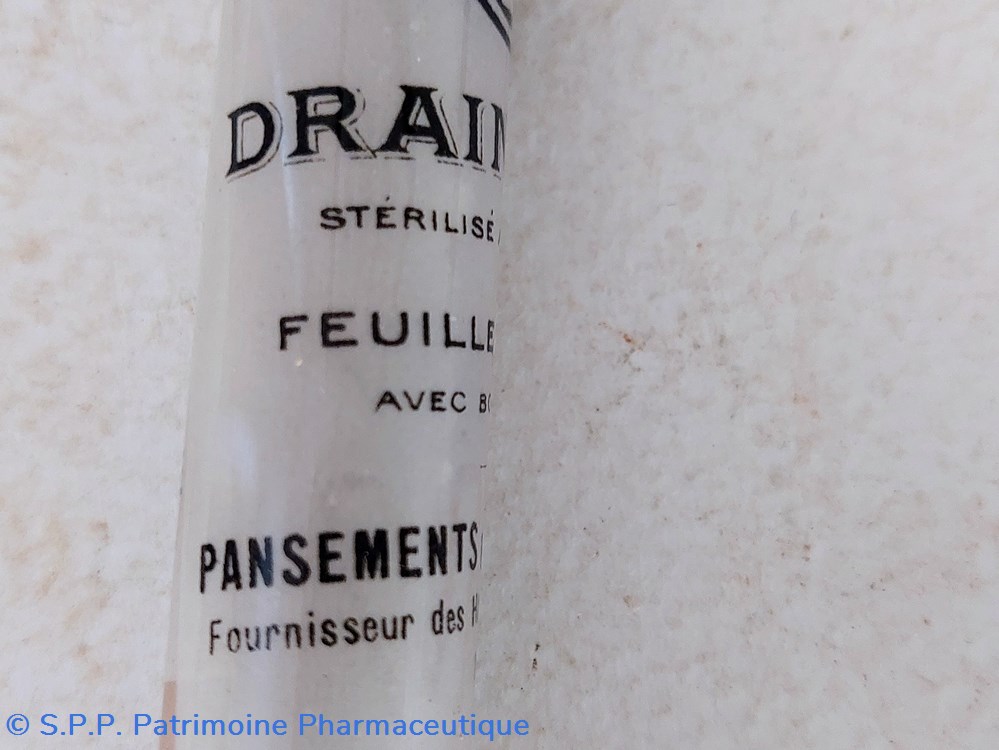 DRAIN
STÉRILISÉ
FEUILLE
AVEC
PANSEMENTS
Fournisseur des H
© S.P.P. Patrimoine Pharmaceutique